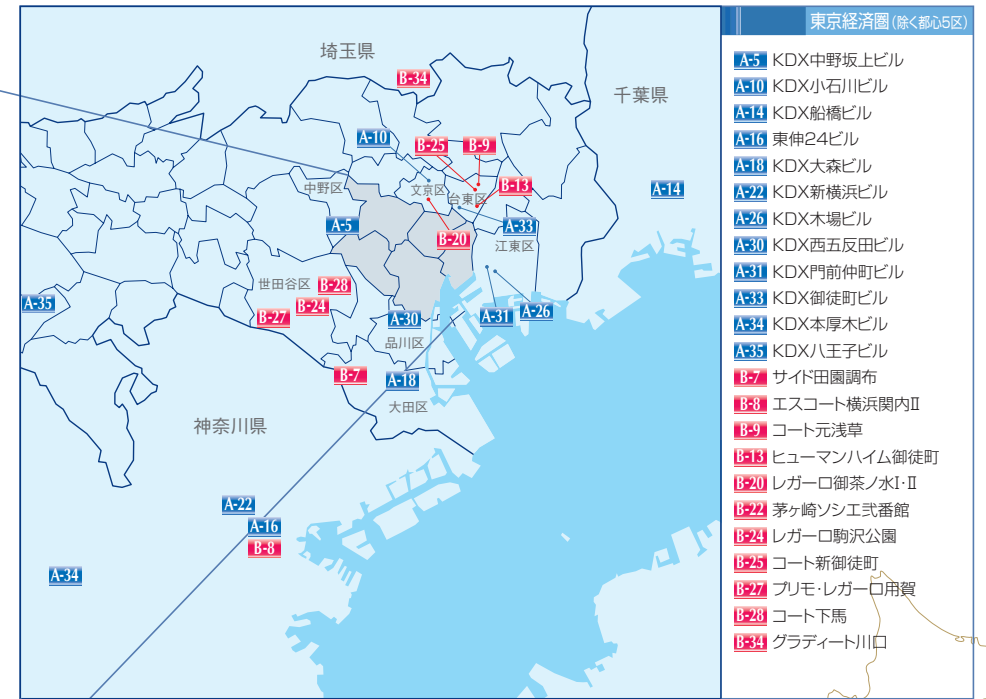 埼玉県
B-34
千葉県
A-10
B-25
B-9
中野区
文京区
台東区
B-13
A-14
A-5
B-20
A-33
江東区
世田谷区
B-28
A-35
B-24
B-27
A-30
A-31
A-26
品川区
B-7
A-18
大田区
神奈川県
A-22
A-16
B-8
A-34
東京経済圏(除く都心5区)
A-5 KDX中野坂上ビル
A-10 KDX小石川ビル
A-14 KDX船橋ビル
A-16 東伸24ビル
A-18 KDX大森ビル
A-22 KDX新横浜ビル
A-26 KDX木場ビル
A-30 KDX西五反田ビル
A-31 KDX門前仲町ビル
A-33 KDX御徒町ビル
A-34 KDX本厚木ビル
A-35 KDX八王子ビル
B-7 サイド田園調布
B-8 エスコート横浜関内Ⅱ
B-9 コート元浅草
B-13 ヒューマンハイム御徒町
B-20 レガーロ御茶ノ水Ⅰ・Ⅱ
B-22 茅ヶ崎ソシエ弐番館
B-24 レガーロ駒沢公園
B-25 コート新御徒町
B-27 プリモ・レガーロ用賀
B-28 コート下馬
B-34 グラディート川口